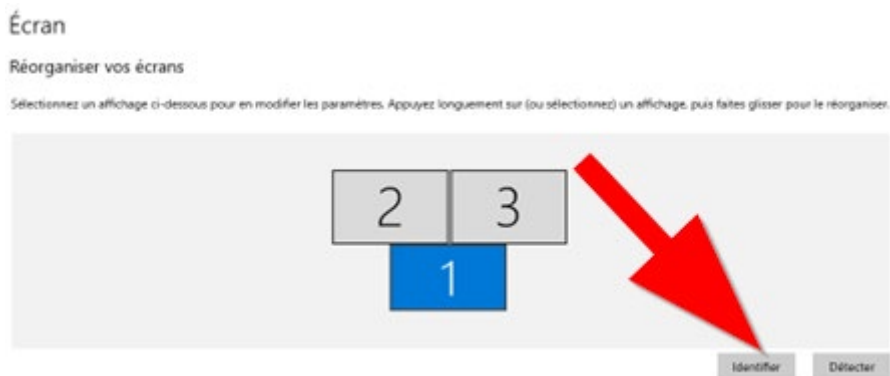 Écran
Réorganiser vos écrans
Sélectionnez un affichage ci-dessous pour en modifier les paramètres. Appuyez longuement sur (ou sélectionnez) un affichage, puis faites glisser pour le réorganiser.
2 3
1
Identifier Détecter